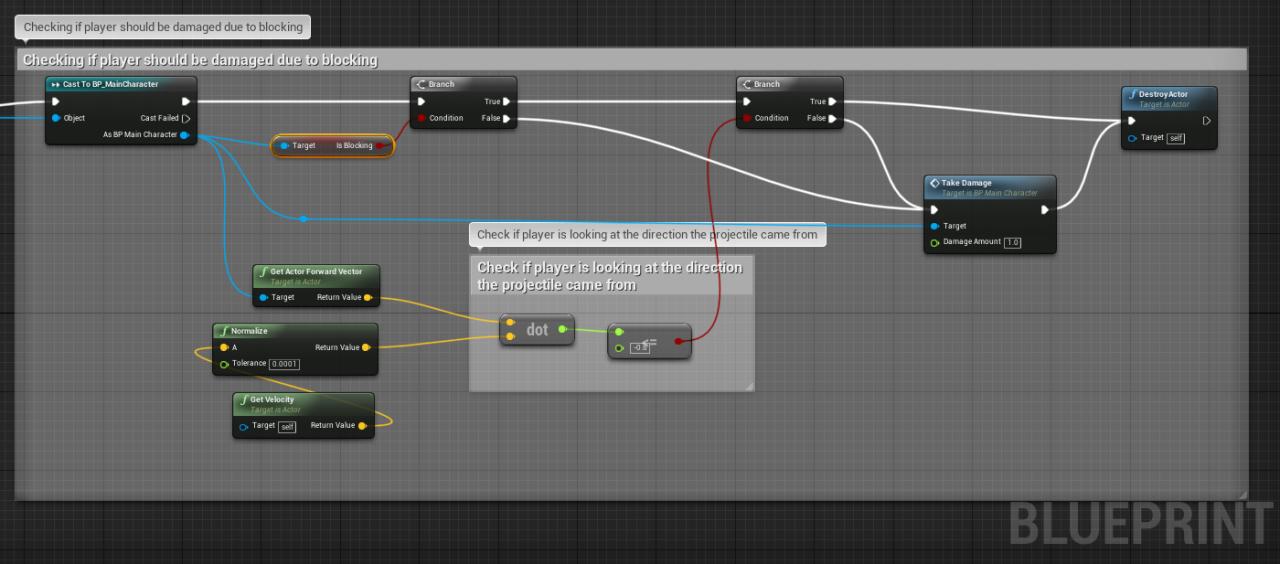 Checking if player should be damaged due to blocking
Checking if player should be damaged due to blocking
Cast To BP_MainCharacter
Object
Cast Failed
As BP Main Character
Branch
True
Condition
False
Branch
True
Condition
False
DestroyActor
Target is Actor
Target self
Target Is Blocking
Take Damage
Target is BP Main Character
Target
Damage Amount 1.0
Check if player is looking at the direction the projectile came from
Check if player is looking at the direction
the projectile came from
Get Actor Forward Vector
Target is Actor
Target Return Value
dot
<=
Normalize
A Return Value
Tolerance 0.0001
Get Velocity
Target is Actor
Target self Return Value
BLUEPRINT